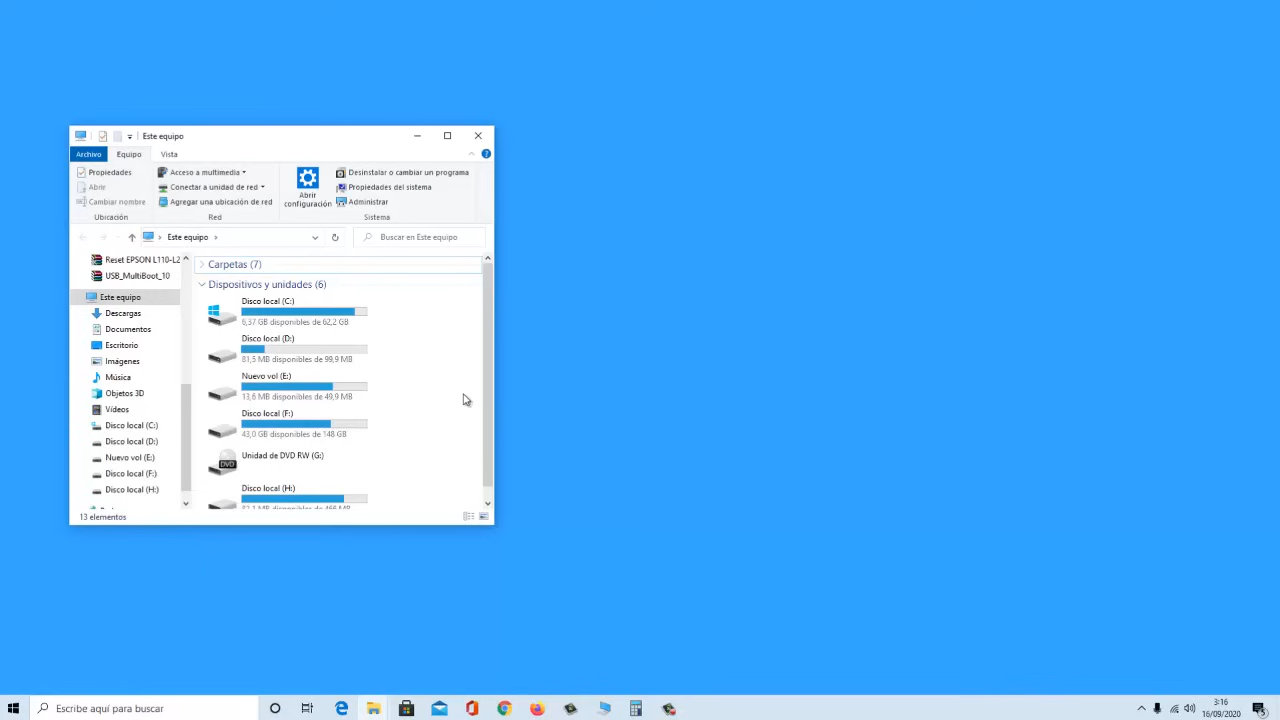 Este equipo
Archivo Equipo Vista
Propiedades
Abrir
Cambiar nombre
Ubicación
Acceso a multimedia
Conectar a unidad de red
Agregar una ubicación de red
Red
Abrir
configuración
Desinstalar o cambiar un programa
Propiedades del sistema
Administrar
Sistema
Este equipo
Buscar en Este equipo
Reset EPSON L110-L2
USB_MultiBoot_10
Este equipo
Descargas
Documentos
Escritorio
Imágenes
Música
Objetos 3D
Vídeos
Disco local (C:)
Disco local (D:)
Nuevo vol (E:)
Disco local (F:)
Disco local (H:)
Carpetas (7)
Dispositivos y unidades (6)
Disco local (C:)
6,37 GB disponibles de 62,2 GB
Disco local (D:)
81,5 MB disponibles de 99,9 MB
Nuevo vol (E:)
13,6 MB disponibles de 49,9 MB
Disco local (F:)
43,0 GB disponibles de 148 GB
DVD
Unidad de DVD RW (G:)
Disco local (H:)
13 elementos
Escribe aquí para buscar
3:16
16/09/2020
5